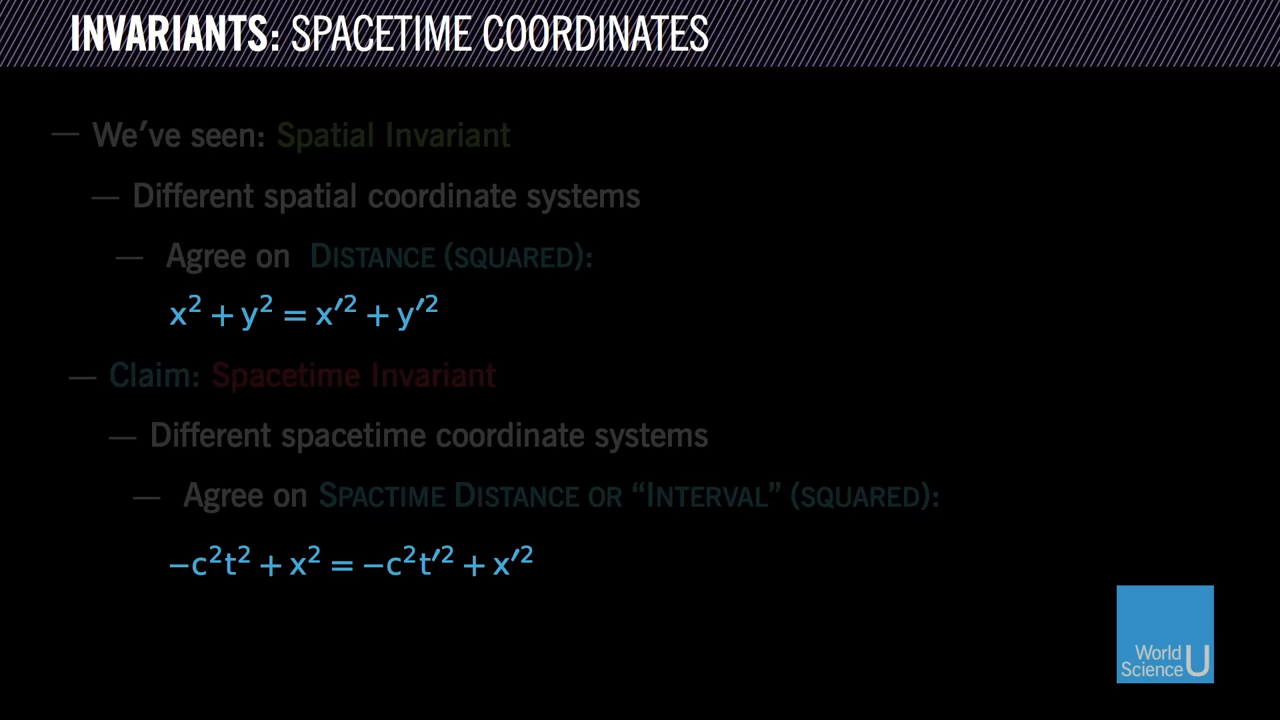 INVARIANTS: SPACETIME COORDINATES
— We′ve seen: Spatial Invariant
— Different spatial coordinate systems
— Agree on DISTANCE (SQUARED):
x² + y² = x′² + y′²
— Claim: Spacetime Invariant
— Different spacetime coordinate systems
— Agree on SPACTIME DISTANCE OR “INTERVAL” (SQUARED):
−c²t² + x² = −c²t′² + x′²
World
Science U